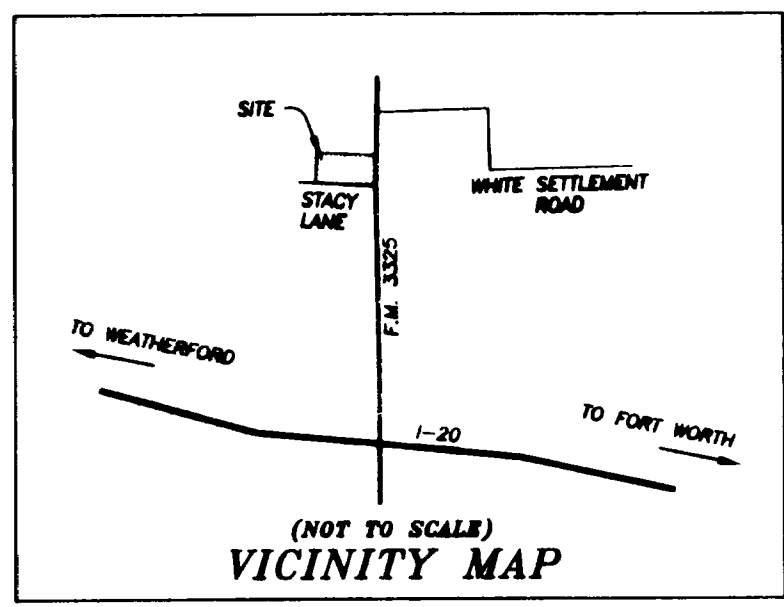 SITE
STACY
LANE
WHITE SETTLEMENT
ROAD
F.M. 3325
TO WEATHERFORD
I-20
TO FORT WORTH
(NOT TO SCALE)
VICINITY MAP